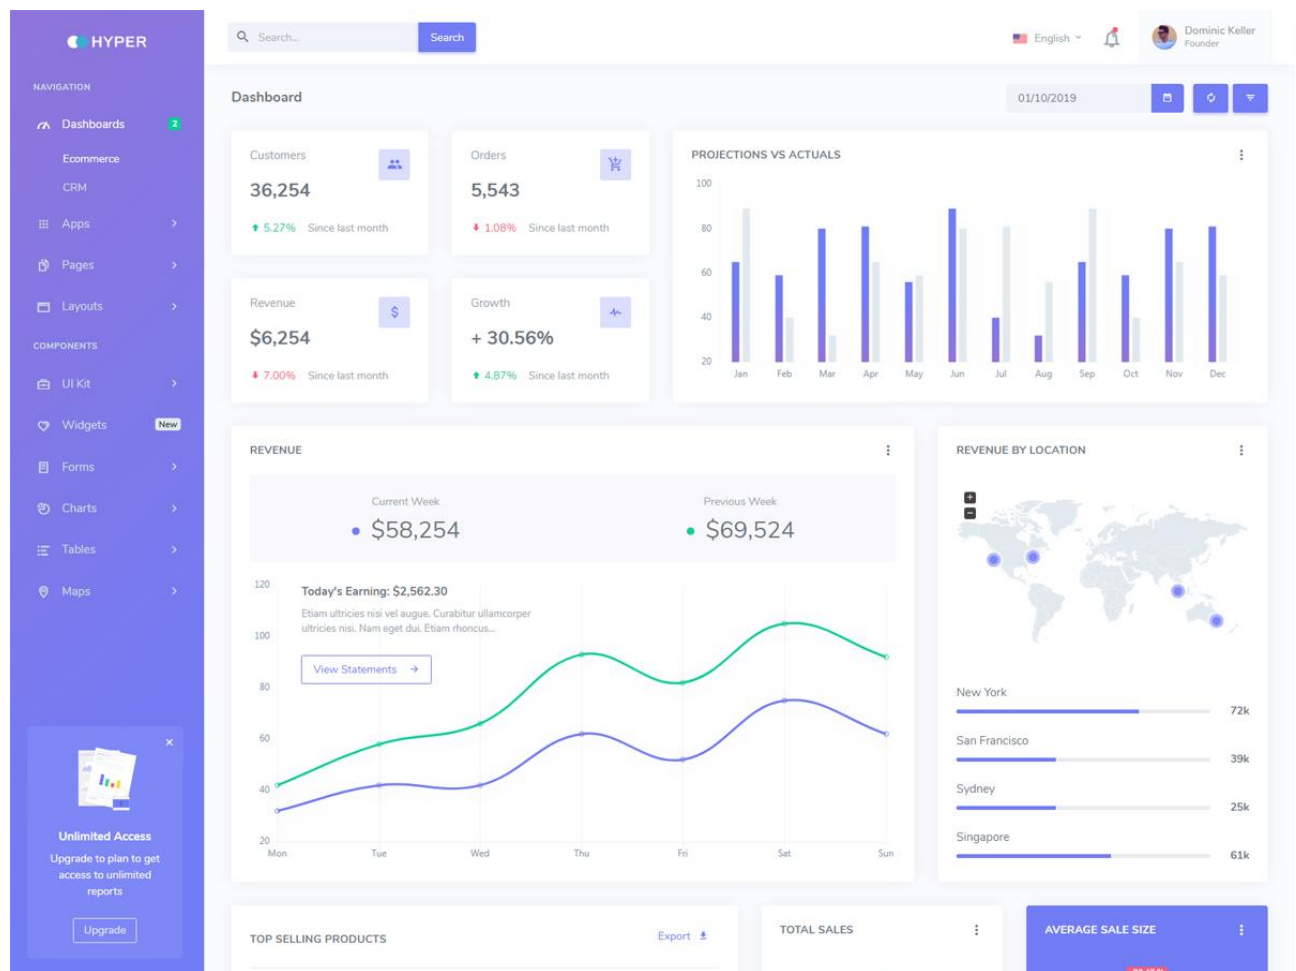 HYPER
Search...
Search
English
Dominic Keller
Founder
NAVIGATION
Dashboards
2
Ecommerce
CRM
Apps
Pages
Layouts
COMPONENTS
UI Kit
Widgets
New
Forms
Charts
Tables
Maps
Unlimited Access
Upgrade to plan to get
access to unlimited
reports
Upgrade
Dashboard
01/10/2019
Customers
36,254
5.27% Since last month
Orders
5,543
1.08% Since last month
Revenue
$6,254
7.00% Since last month
Growth
+ 30.56%
4.87% Since last month
PROJECTIONS VS ACTUALS
100
80
60
40
20
Jan Feb Mar Apr May Jun Jul Aug Sep Oct Nov Dec
REVENUE
Current Week
$58,254
Previous Week
$69,524
Today's Earning: $2,562.30
Etiam ultricies nisi vel augue. Curabitur ullamcorper
ultricies nisi. Nam eget dui. Etiam rhoncus...
View Statements
120
100
80
60
40
20
Mon Tue Wed Thu Fri Sat Sun
REVENUE BY LOCATION
+
−
New York
72k
San Francisco
39k
Sydney
25k
Singapore
61k
TOP SELLING PRODUCTS
Export
TOTAL SALES
AVERAGE SALE SIZE